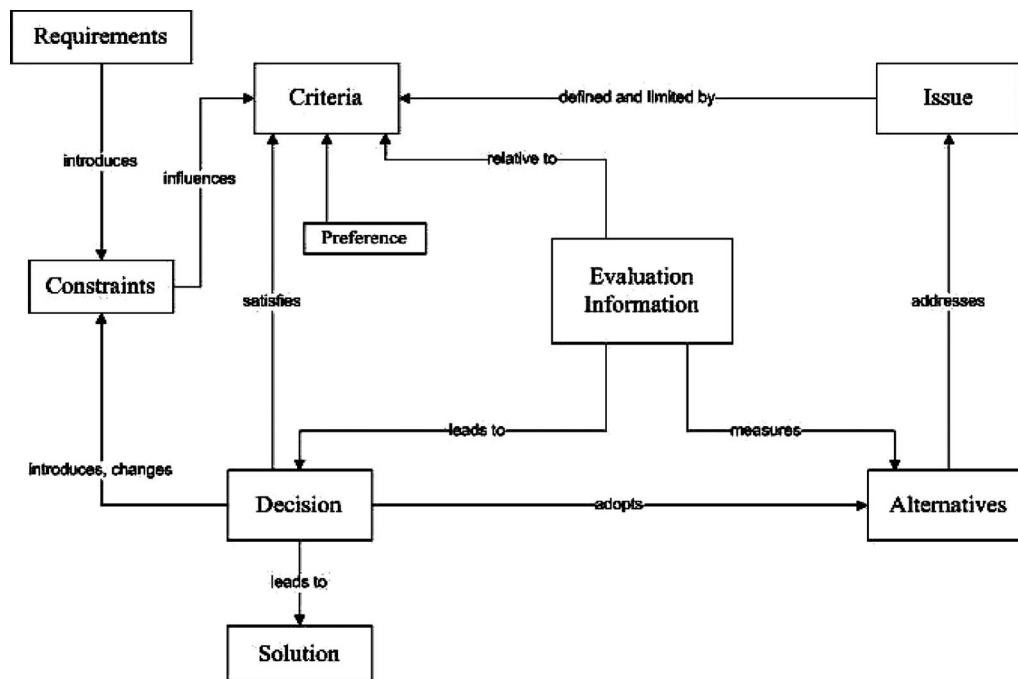 Requirements
Criteria
defined and limited by
Issue
introduces
influences
relative to
Preference
Constraints
Evaluation
Information
satisfies
addresses
leads to
measures
introduces, changes
Decision
adopts
Alternatives
leads to
Solution